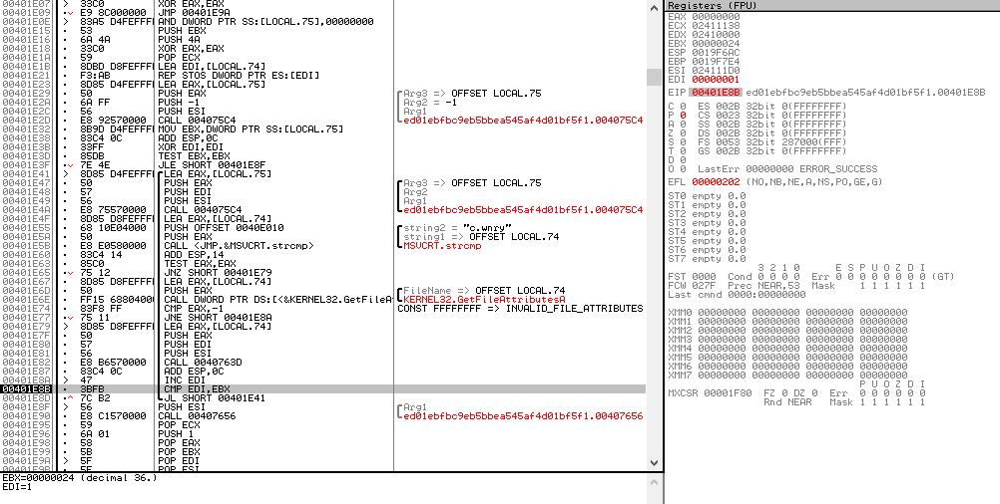 00401E07 > 33C0 XOR EAX,EAX
00401E09 .v E9 8C000000 JMP 00401E9A
00401E0E > 83A5 D4FEFFFF AND DWORD PTR SS:[LOCAL.75],00000000
00401E15 . 53 PUSH EBX
00401E16 . 6A 4A PUSH 4A
00401E18 . 33C0 XOR EAX,EAX
00401E1A . 59 POP ECX
00401E1B . 8DBD D8FEFFFF LEA EDI,[LOCAL.74]
00401E21 . F3:AB REP STOS DWORD PTR ES:[EDI]
00401E23 . 8D85 D4FEFFFF LEA EAX,[LOCAL.75]
00401E29 . 50 PUSH EAX Arg3 => OFFSET LOCAL.75
00401E2A . 6A FF PUSH -1 Arg2 = -1
00401E2C . 56 PUSH ESI Arg1
00401E2D . E8 92570000 CALL 004075C4 ed01ebfbc9eb5bbea545af4d01bf5f1.004075C4
00401E32 . 8B9D D4FEFFFF MOV EBX,DWORD PTR SS:[LOCAL.75]
00401E38 . 83C4 0C ADD ESP,0C
00401E3B . 33FF XOR EDI,EDI
00401E3D . 85DB TEST EBX,EBX
00401E3F .v 7E 4E JLE SHORT 00401E8F
00401E41 > 8D85 D4FEFFFF LEA EAX,[LOCAL.75]
00401E47 . 50 PUSH EAX Arg3 => OFFSET LOCAL.75
00401E48 . 57 PUSH EDI Arg2
00401E49 . 56 PUSH ESI Arg1
00401E4A . E8 75570000 CALL 004075C4 ed01ebfbc9eb5bbea545af4d01bf5f1.004075C4
00401E4F . 8D85 D8FEFFFF LEA EAX,[LOCAL.74]
00401E55 . 68 10E04000 PUSH OFFSET 0040E010 string2 = "c.wnry"
00401E5A . 50 PUSH EAX string1 => OFFSET LOCAL.74
00401E5B . E8 E0580000 CALL <JMP.&MSVCRT.strcmp> MSVCRT.strcmp
00401E60 . 83C4 14 ADD ESP,14
00401E63 . 85C0 TEST EAX,EAX
00401E65 .v 75 12 JNZ SHORT 00401E79
00401E67 . 8D85 D8FEFFFF LEA EAX,[LOCAL.74]
00401E6D . 50 PUSH EAX FileName => OFFSET LOCAL.74
00401E6E . FF15 68804000 CALL DWORD PTR DS:[<&KERNEL32.GetFileA KERNEL32.GetFileAttributesA
00401E74 . 83F8 FF CMP EAX,-1 CONST FFFFFFFF => INVALID_FILE_ATTRIBUTES
00401E77 .v 75 11 JNE SHORT 00401E8A
00401E79 > 8D85 D8FEFFFF LEA EAX,[LOCAL.74]
00401E7F . 50 PUSH EAX
00401E80 . 57 PUSH EDI
00401E81 . 56 PUSH ESI
00401E82 . E8 B6570000 CALL 0040763D
00401E87 . 83C4 0C ADD ESP,0C
00401E8A > 47 INC EDI
00401E8B . 3BFB CMP EDI,EBX
00401E8D .^ 7C B2 JL SHORT 00401E41
00401E8F > 56 PUSH ESI Arg1
00401E90 . E8 C1570000 CALL 00407656 ed01ebfbc9eb5bbea545af4d01bf5f1.00407656
00401E95 . 59 POP ECX
00401E96 . 6A 01 PUSH 1
00401E98 . 58 POP EAX
00401E99 . 5B POP EBX
00401E9A > 5F POP EDI
00401E9B . 5E POP ESI
EBX=00000024 (decimal 36.)
EDI=1
Registers (FPU)
EAX 00000000
ECX 02411138
EDX 02410000
EBX 00000024
ESP 0019F6AC
EBP 0019F7E4
ESI 024111D0
EDI 00000001
EIP 00401E8B ed01ebfbc9eb5bbea545af4d01bf5f1.00401E8B
C 0 ES 002B 32bit 0(FFFFFFFF)
P 0 CS 0023 32bit 0(FFFFFFFF)
A 0 SS 002B 32bit 0(FFFFFFFF)
Z 0 DS 002B 32bit 0(FFFFFFFF)
S 0 FS 0053 32bit 287000(FFF)
T 0 GS 002B 32bit 0(FFFFFFFF)
D 0
O 0 LastErr 00000000 ERROR_SUCCESS
EFL 00000202 (NO,NB,NE,A,NS,PO,GE,G)
ST0 empty 0.0
ST1 empty 0.0
ST2 empty 0.0
ST3 empty 0.0
ST4 empty 0.0
ST5 empty 0.0
ST6 empty 0.0
ST7 empty 0.0
3 2 1 0 E S P U O Z D I
FST 0000 Cond 0 0 0 0 Err 0 0 0 0 0 0 0 0 (GT)
FCW 027F Prec NEAR,53 Mask 1 1 1 1 1 1
Last cmnd 0000:00000000
XMM0 00000000 00000000 00000000 00000000
XMM1 00000000 00000000 00000000 00000000
XMM2 00000000 00000000 00000000 00000000
XMM3 00000000 00000000 00000000 00000000
XMM4 00000000 00000000 00000000 00000000
XMM5 00000000 00000000 00000000 00000000
XMM6 00000000 00000000 00000000 00000000
XMM7 00000000 00000000 00000000 00000000
P U O Z D I
MXCSR 00001F80 FZ 0 DZ 0 Err 0 0 0 0 0 0
Rnd NEAR Mask 1 1 1 1 1 1